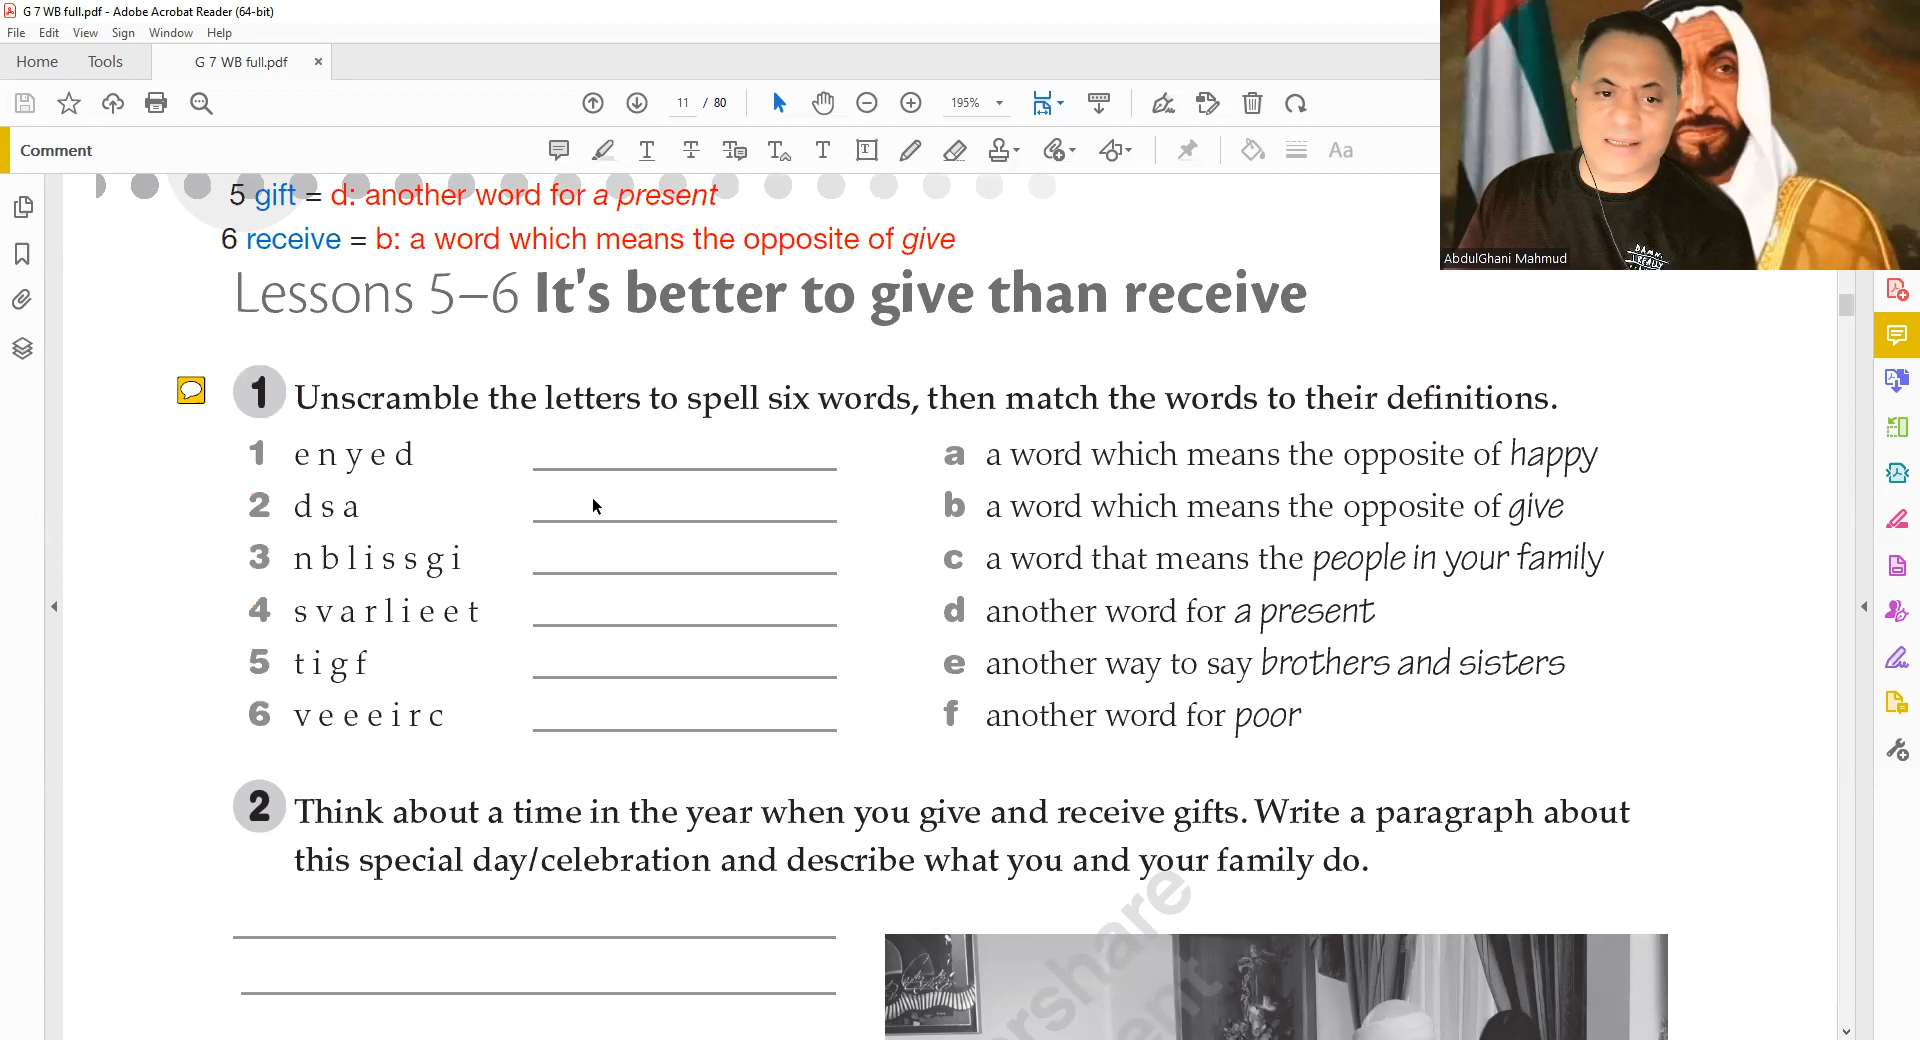 G 7 WB full.pdf - Adobe Acrobat Reader (64-bit)
File Edit View Sign Window Help
Home Tools G 7 WB full.pdf ×
11 / 80 195%
Comment
Aa
5 gift = d: another word for a present
6 receive = b: a word which means the opposite of give
AbdulGhani Mahmud
DAMN,
I REALLY
Lessons 5–6 It's better to give than receive
1 Unscramble the letters to spell six words, then match the words to their definitions.
1 e n y e d a a word which means the opposite of happy
2 d s a b a word which means the opposite of give
3 n b l i s s g i c a word that means the people in your family
4 s v a r l i e e t d another word for a present
5 t i g f e another way to say brothers and sisters
6 v e e e i r c f another word for poor
2 Think about a time in the year when you give and receive gifts. Write a paragraph about
this special day/celebration and describe what you and your family do.
ershare
ent